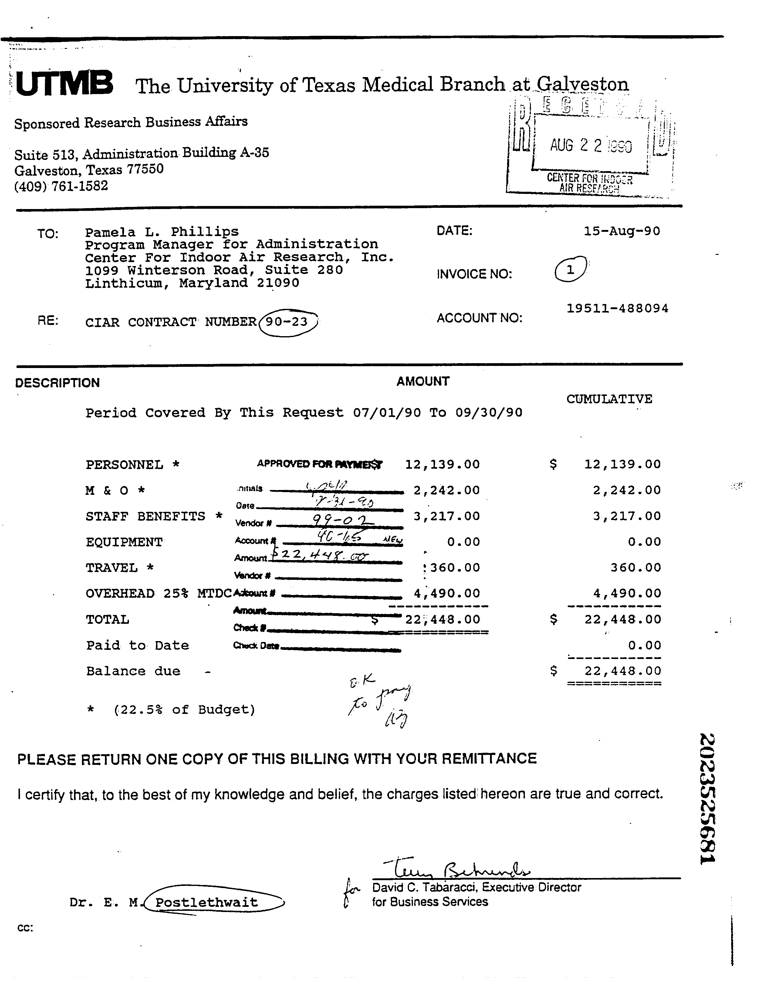 UTMB The University of Texas Medical Branch at Galveston
Sponsored Research Business Affairs
Suite 513, Administration Building A-35
Galveston, Texas 77550
(409) 761-1582
RECEIVED
AUG 22 1990
CENTER FOR INDOOR
AIR RESEARCH
TO: Pamela L. Phillips
Program Manager for Administration
Center For Indoor Air Research, Inc.
1099 Winterson Road, Suite 280
Linthicum, Maryland 21090
DATE: 15-Aug-90
INVOICE NO: 1
ACCOUNT NO: 19511-488094
RE: CIAR CONTRACT NUMBER 90-23
DESCRIPTION AMOUNT
CUMULATIVE
Period Covered By This Request 07/01/90 To 09/30/90
PERSONNEL * 12,139.00 $ 12,139.00
M & O * 2,242.00 2,242.00
STAFF BENEFITS * 3,217.00 3,217.00
EQUIPMENT 0.00 0.00
TRAVEL * 360.00 360.00
OVERHEAD 25% MTDC 4,490.00 4,490.00
TOTAL $ 22,448.00 $ 22,448.00
Paid to Date 0.00
Balance due - $ 22,448.00
* (22.5% of Budget)
APPROVED FOR PAYMENT
Initials
Date
Vendor # 99-02
Account # NEW
Amount $22,448.00
Vendor #
Account #
Amount
Check #
Check Date
OK
to pay
PLEASE RETURN ONE COPY OF THIS BILLING WITH YOUR REMITTANCE
I certify that, to the best of my knowledge and belief, the charges listed hereon are true and correct.
for David C. Tabaracci, Executive Director
for Business Services
Dr. E. M. Postlethwait
cc:
2023525681